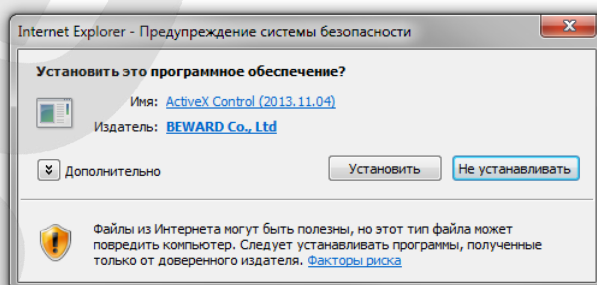 Internet Explorer - Предупреждение системы безопасности
Установить это программное обеспечение?
Имя: ActiveX Control (2013.11.04)
Издатель: BEWARD Co., Ltd
Дополнительно
Установить
Не устанавливать
Файлы из Интернета могут быть полезны, но этот тип файла может
повредить компьютер. Следует устанавливать программы, полученные
только от доверенного издателя. Факторы риска